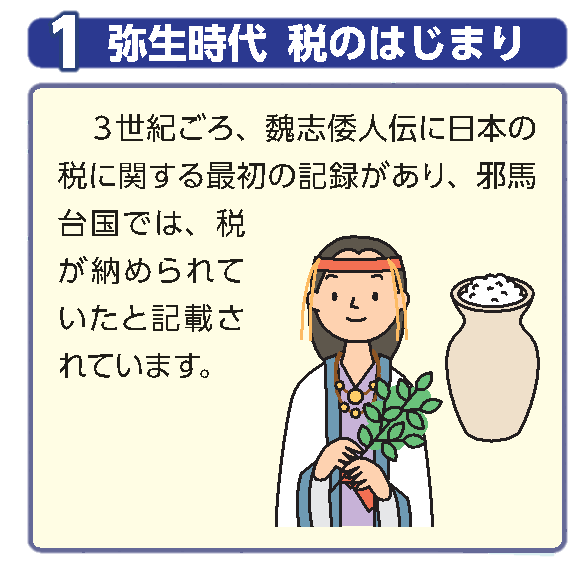 1 弥生時代 税のはじまり
　３世紀ごろ、魏志倭人伝に日本の
税に関する最初の記録があり、邪馬
台国では、税
が納められて
いたと記載さ
れています。